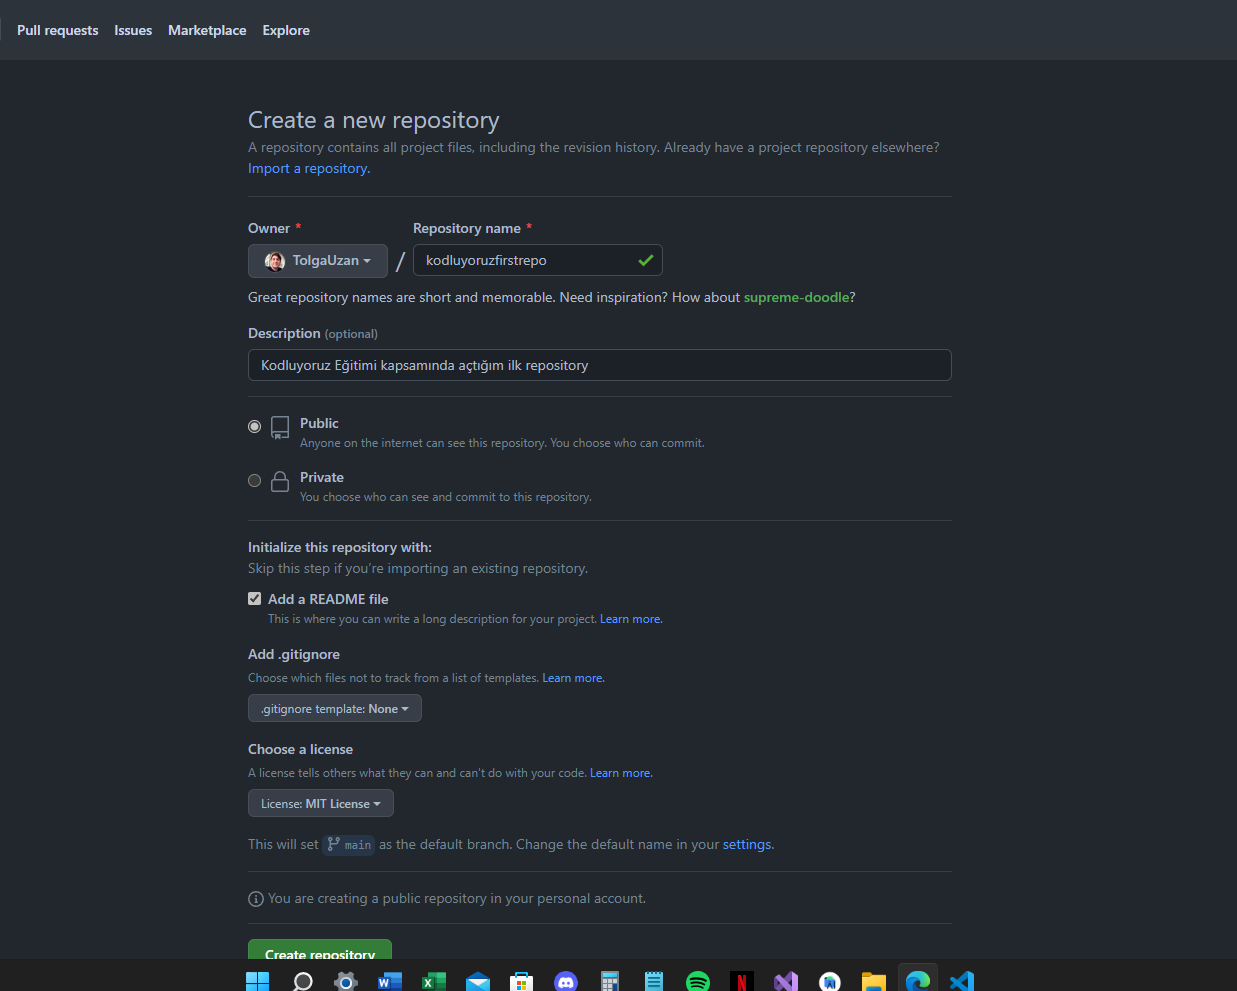 Pull requests Issues Marketplace Explore
Create a new repository
A repository contains all project files, including the revision history. Already have a project repository elsewhere?
Import a repository.
Owner * Repository name *
TolgaUzan / kodluyoruzfirstrepo
Great repository names are short and memorable. Need inspiration? How about supreme-doodle?
Description (optional)
Kodluyoruz Eğitimi kapsamında açtığım ilk repository
Public
Anyone on the internet can see this repository. You choose who can commit.
Private
You choose who can see and commit to this repository.
Initialize this repository with:
Skip this step if you're importing an existing repository.
Add a README file
This is where you can write a long description for your project. Learn more.
Add .gitignore
Choose which files not to track from a list of templates. Learn more.
.gitignore template: None
Choose a license
A license tells others what they can and can't do with your code. Learn more.
License: MIT License
This will set main as the default branch. Change the default name in your settings.
You are creating a public repository in your personal account.
Create repository